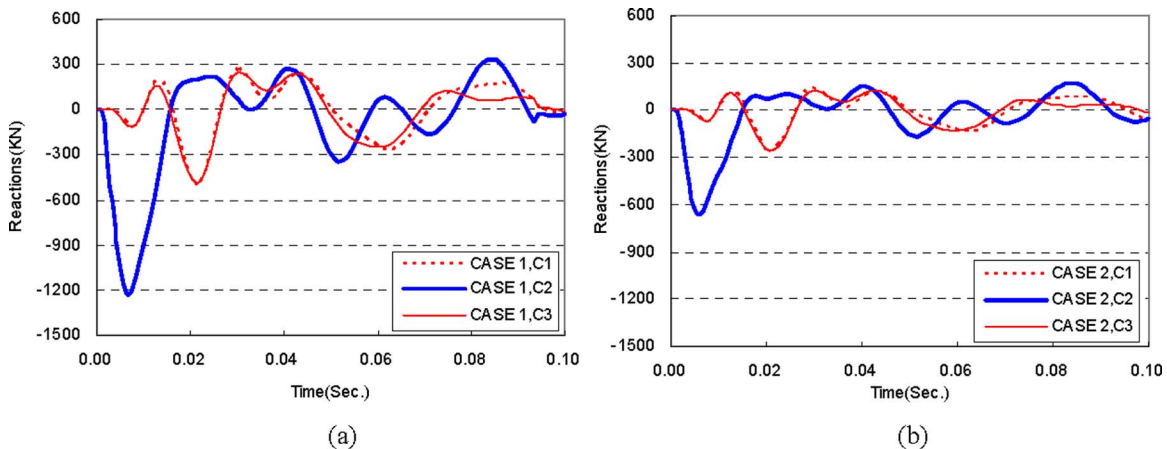 600
300
0
-300
-600
-900
-1200
-1500
Reactions(KN)
CASE 1,C1
CASE 1,C2
CASE 1,C3
0.00 0.02 0.04 0.06 0.08 0.10
Time(Sec.)
(a)
600
300
0
-300
-600
-900
-1200
-1500
Reactions(KN)
CASE 2,C1
CASE 2,C2
CASE 2,C3
0.00 0.02 0.04 0.06 0.08 0.10
Time(Sec.)
(b)